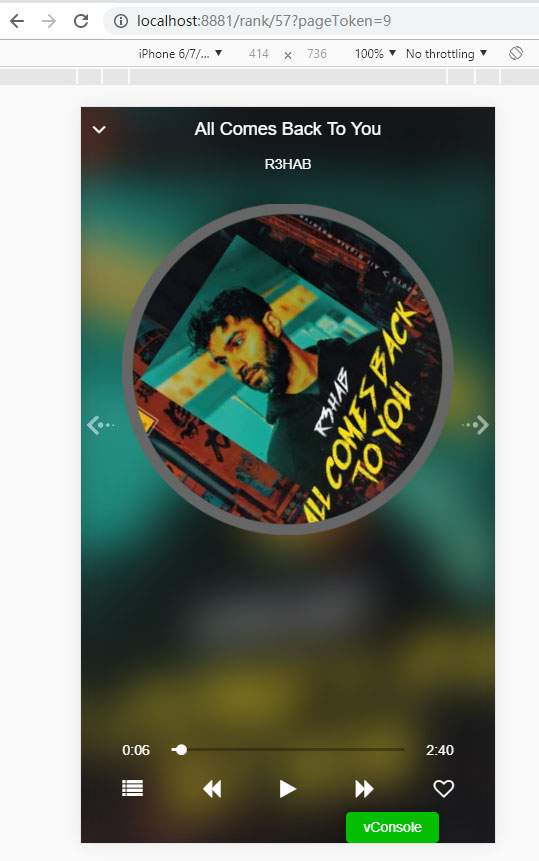 localhost:8881/rank/57?pageToken=9
iPhone 6/7/... ▼ 414 × 736 100% ▼ No throttling ▼
All Comes Back To You
R3HAB
R3HAB
ALL COMES BACK
TO YOU
0:06 2:40
vConsole